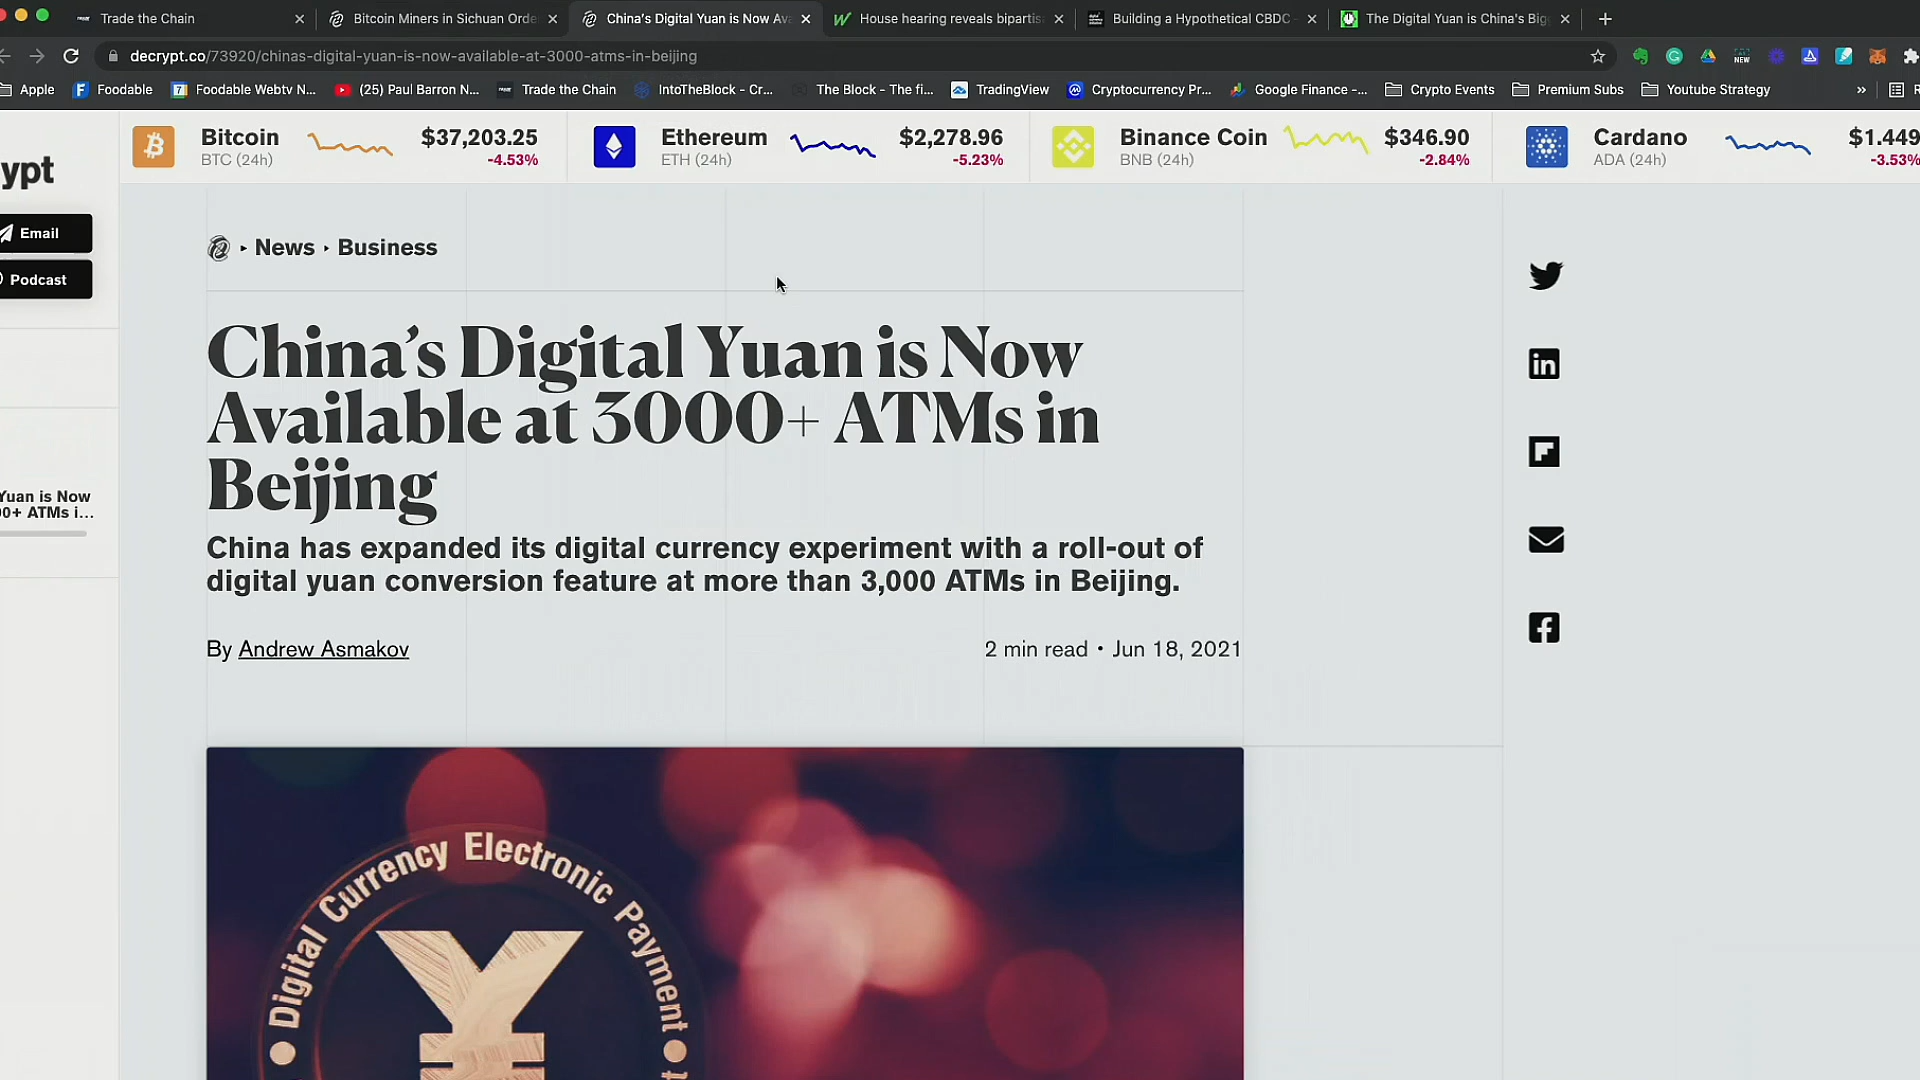 Trade the Chain
Bitcoin Miners in Sichuan Orde
China's Digital Yuan is Now Ava
House hearing reveals bipartisa
Building a Hypothetical CBDC -
The Digital Yuan is China's Big
decrypt.co/73920/chinas-digital-yuan-is-now-available-at-3000-atms-in-beijing
NEW
Apple
Foodable
Foodable Webtv N...
(25) Paul Barron N...
Trade the Chain
IntoTheBlock - Cr...
The Block - The fi...
TradingView
Cryptocurrency Pr...
Google Finance -...
Crypto Events
Premium Subs
Youtube Strategy
»
R
Bitcoin
BTC (24h)
$37,203.25
-4.53%
Ethereum
ETH (24h)
$2,278.96
-5.23%
Binance Coin
BNB (24h)
$346.90
-2.84%
Cardano
ADA (24h)
$1.449
-3.53%
ypt
Email
Podcast
Yuan is Now
00+ ATMs i...
News ▸ Business
China's Digital Yuan is Now
Available at 3000+ ATMs in
Beijing
China has expanded its digital currency experiment with a roll-out of
digital yuan conversion feature at more than 3,000 ATMs in Beijing.
By Andrew Asmakov
2 min read • Jun 18, 2021
Digital Currency Electronic Payment
¥